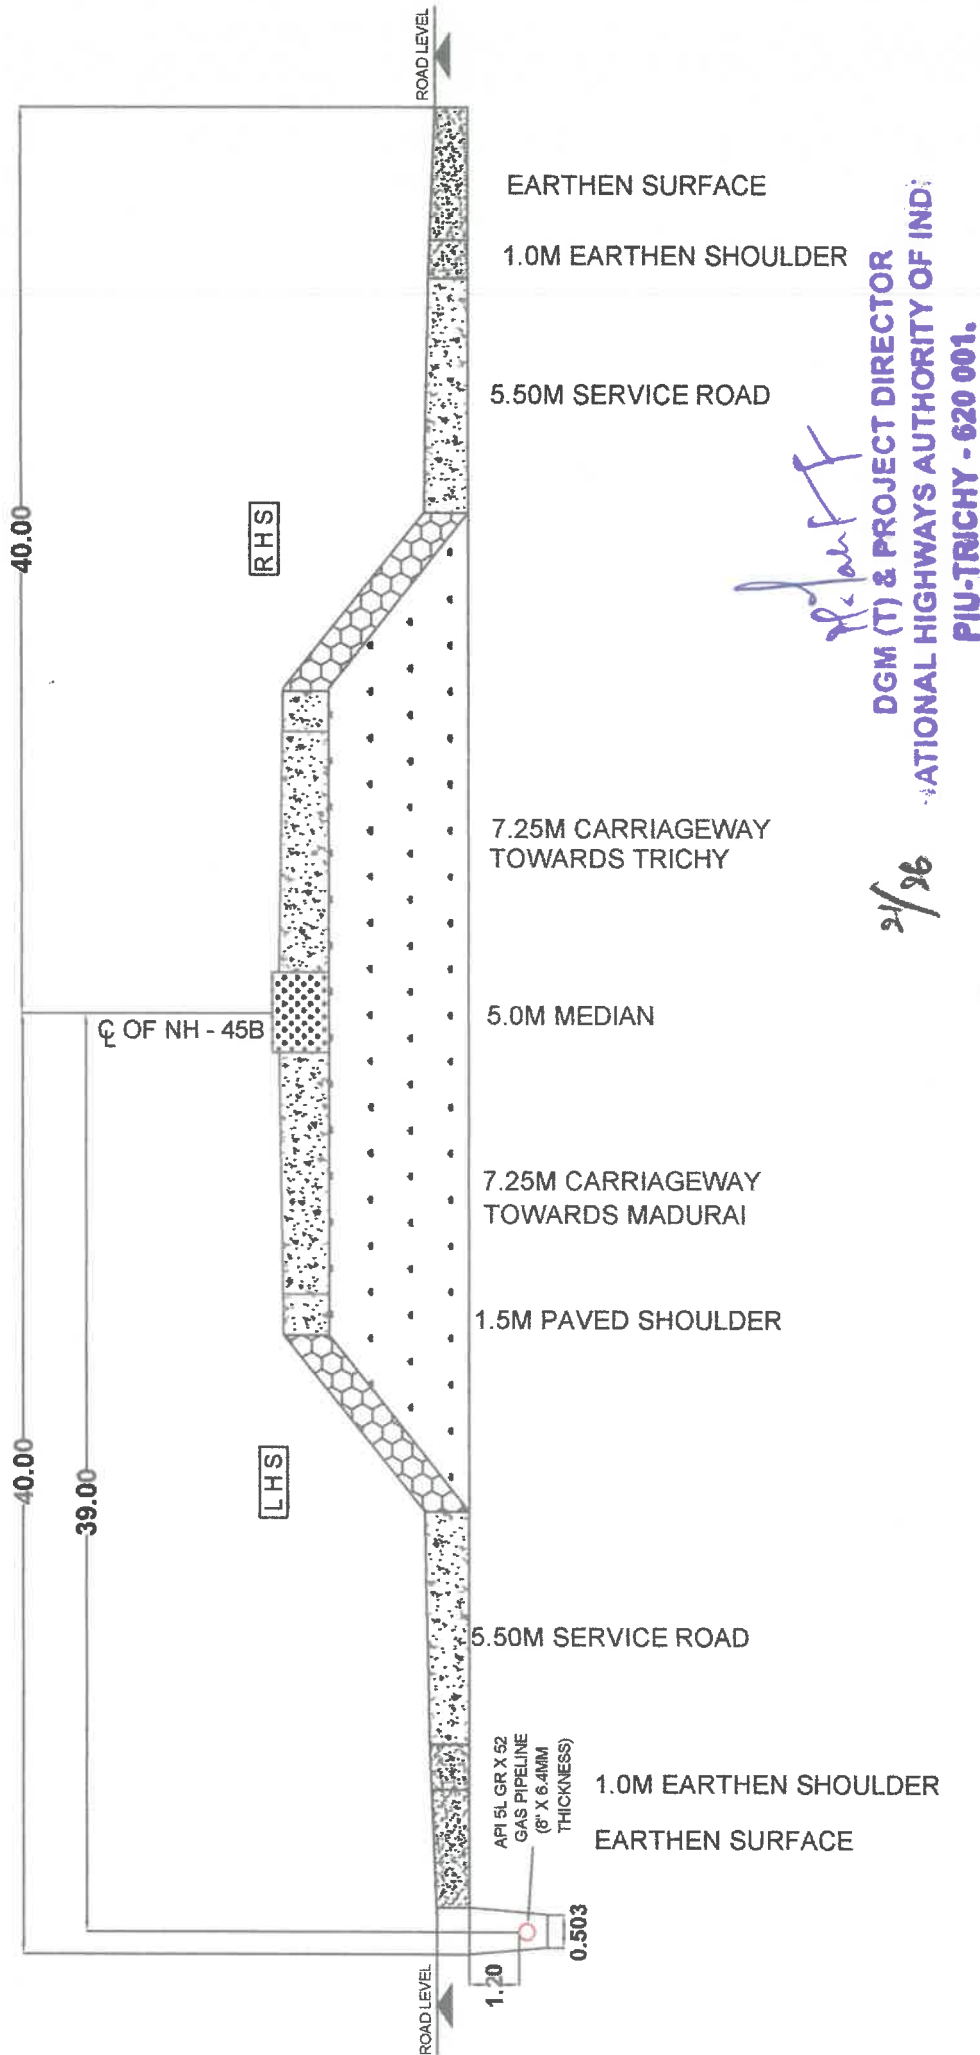 ROAD LEVEL
40.00
EARTHEN SURFACE
1.0M EARTHEN SHOULDER
5.50M SERVICE ROAD
RHS
7.25M CARRIAGEWAY
TOWARDS TRICHY
℄ OF NH - 45B
5.0M MEDIAN
7.25M CARRIAGEWAY
TOWARDS MADURAI
1.5M PAVED SHOULDER
40.00
39.00
LHS
5.50M SERVICE ROAD
API 5L GR X 52
GAS PIPELINE
(8" X 6.4MM
THICKNESS)
1.0M EARTHEN SHOULDER
EARTHEN SURFACE
0.503
1.20
ROAD LEVEL
DGM (T) & PROJECT DIRECTOR
ATIONAL HIGHWAYS AUTHORITY OF IND
PIU-TRICHY - 620 001.